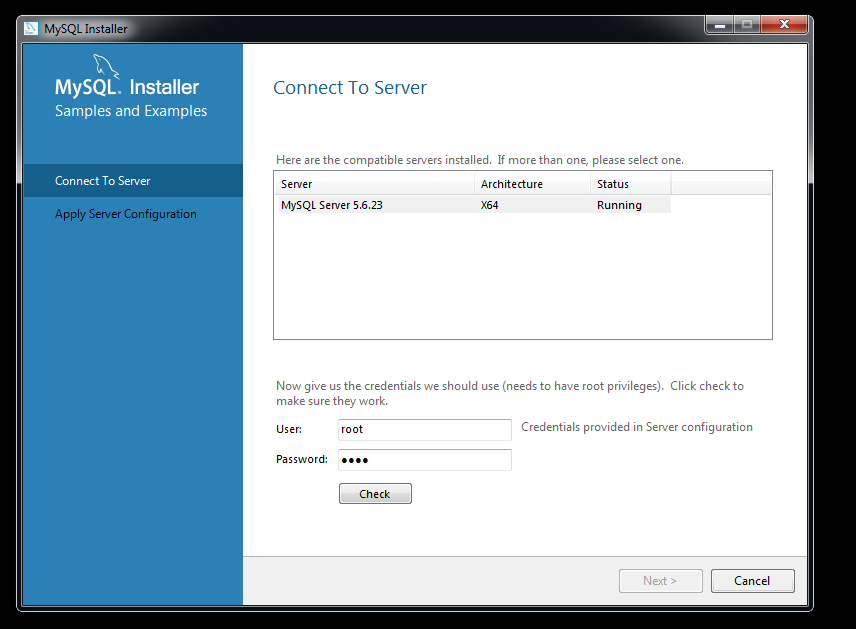 MySQL Installer
MySQL. Installer
Samples and Examples
Connect To Server
Apply Server Configuration
Connect To Server
Here are the compatible servers installed. If more than one, please select one.
Server Architecture Status
MySQL Server 5.6.23 X64 Running
Now give us the credentials we should use (needs to have root privileges). Click check to
make sure they work.
User: root Credentials provided in Server configuration
Password: ●●●●
Check
Next > Cancel